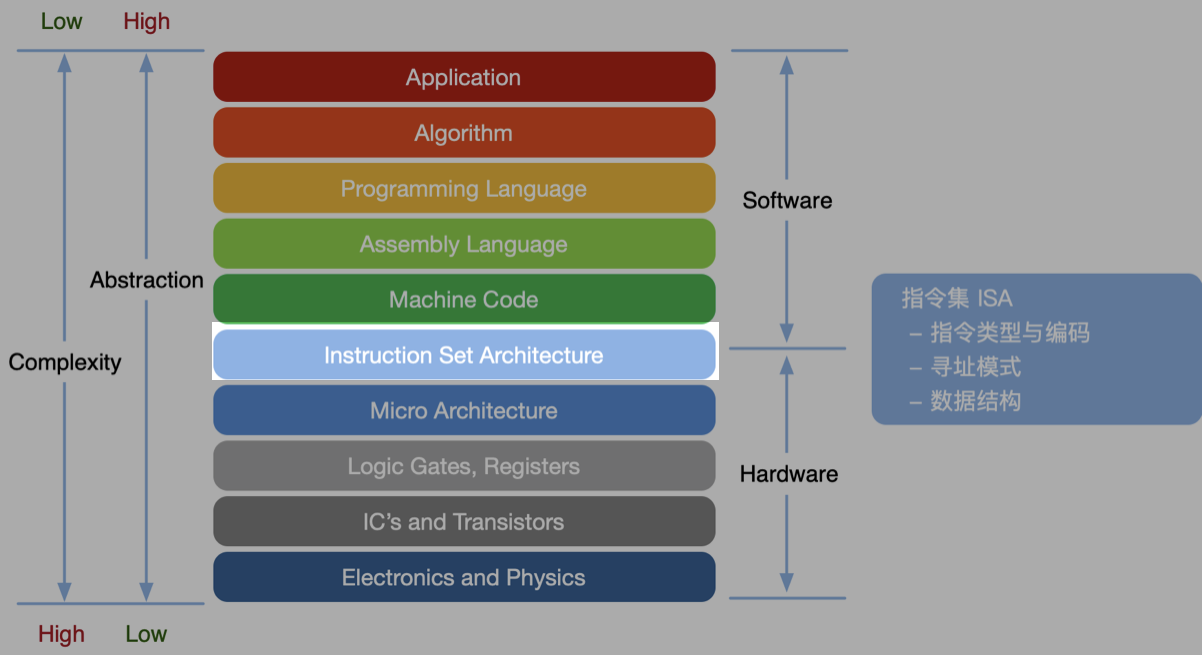 Low High
Application
Algorithm
Programming Language
Software
Assembly Language
Abstraction
Machine Code
指令集 ISA
– 指令类型与编码
– 寻址模式
– 数据结构
Instruction Set Architecture
Complexity
Micro Architecture
Logic Gates, Registers
Hardware
IC’s and Transistors
Electronics and Physics
High Low